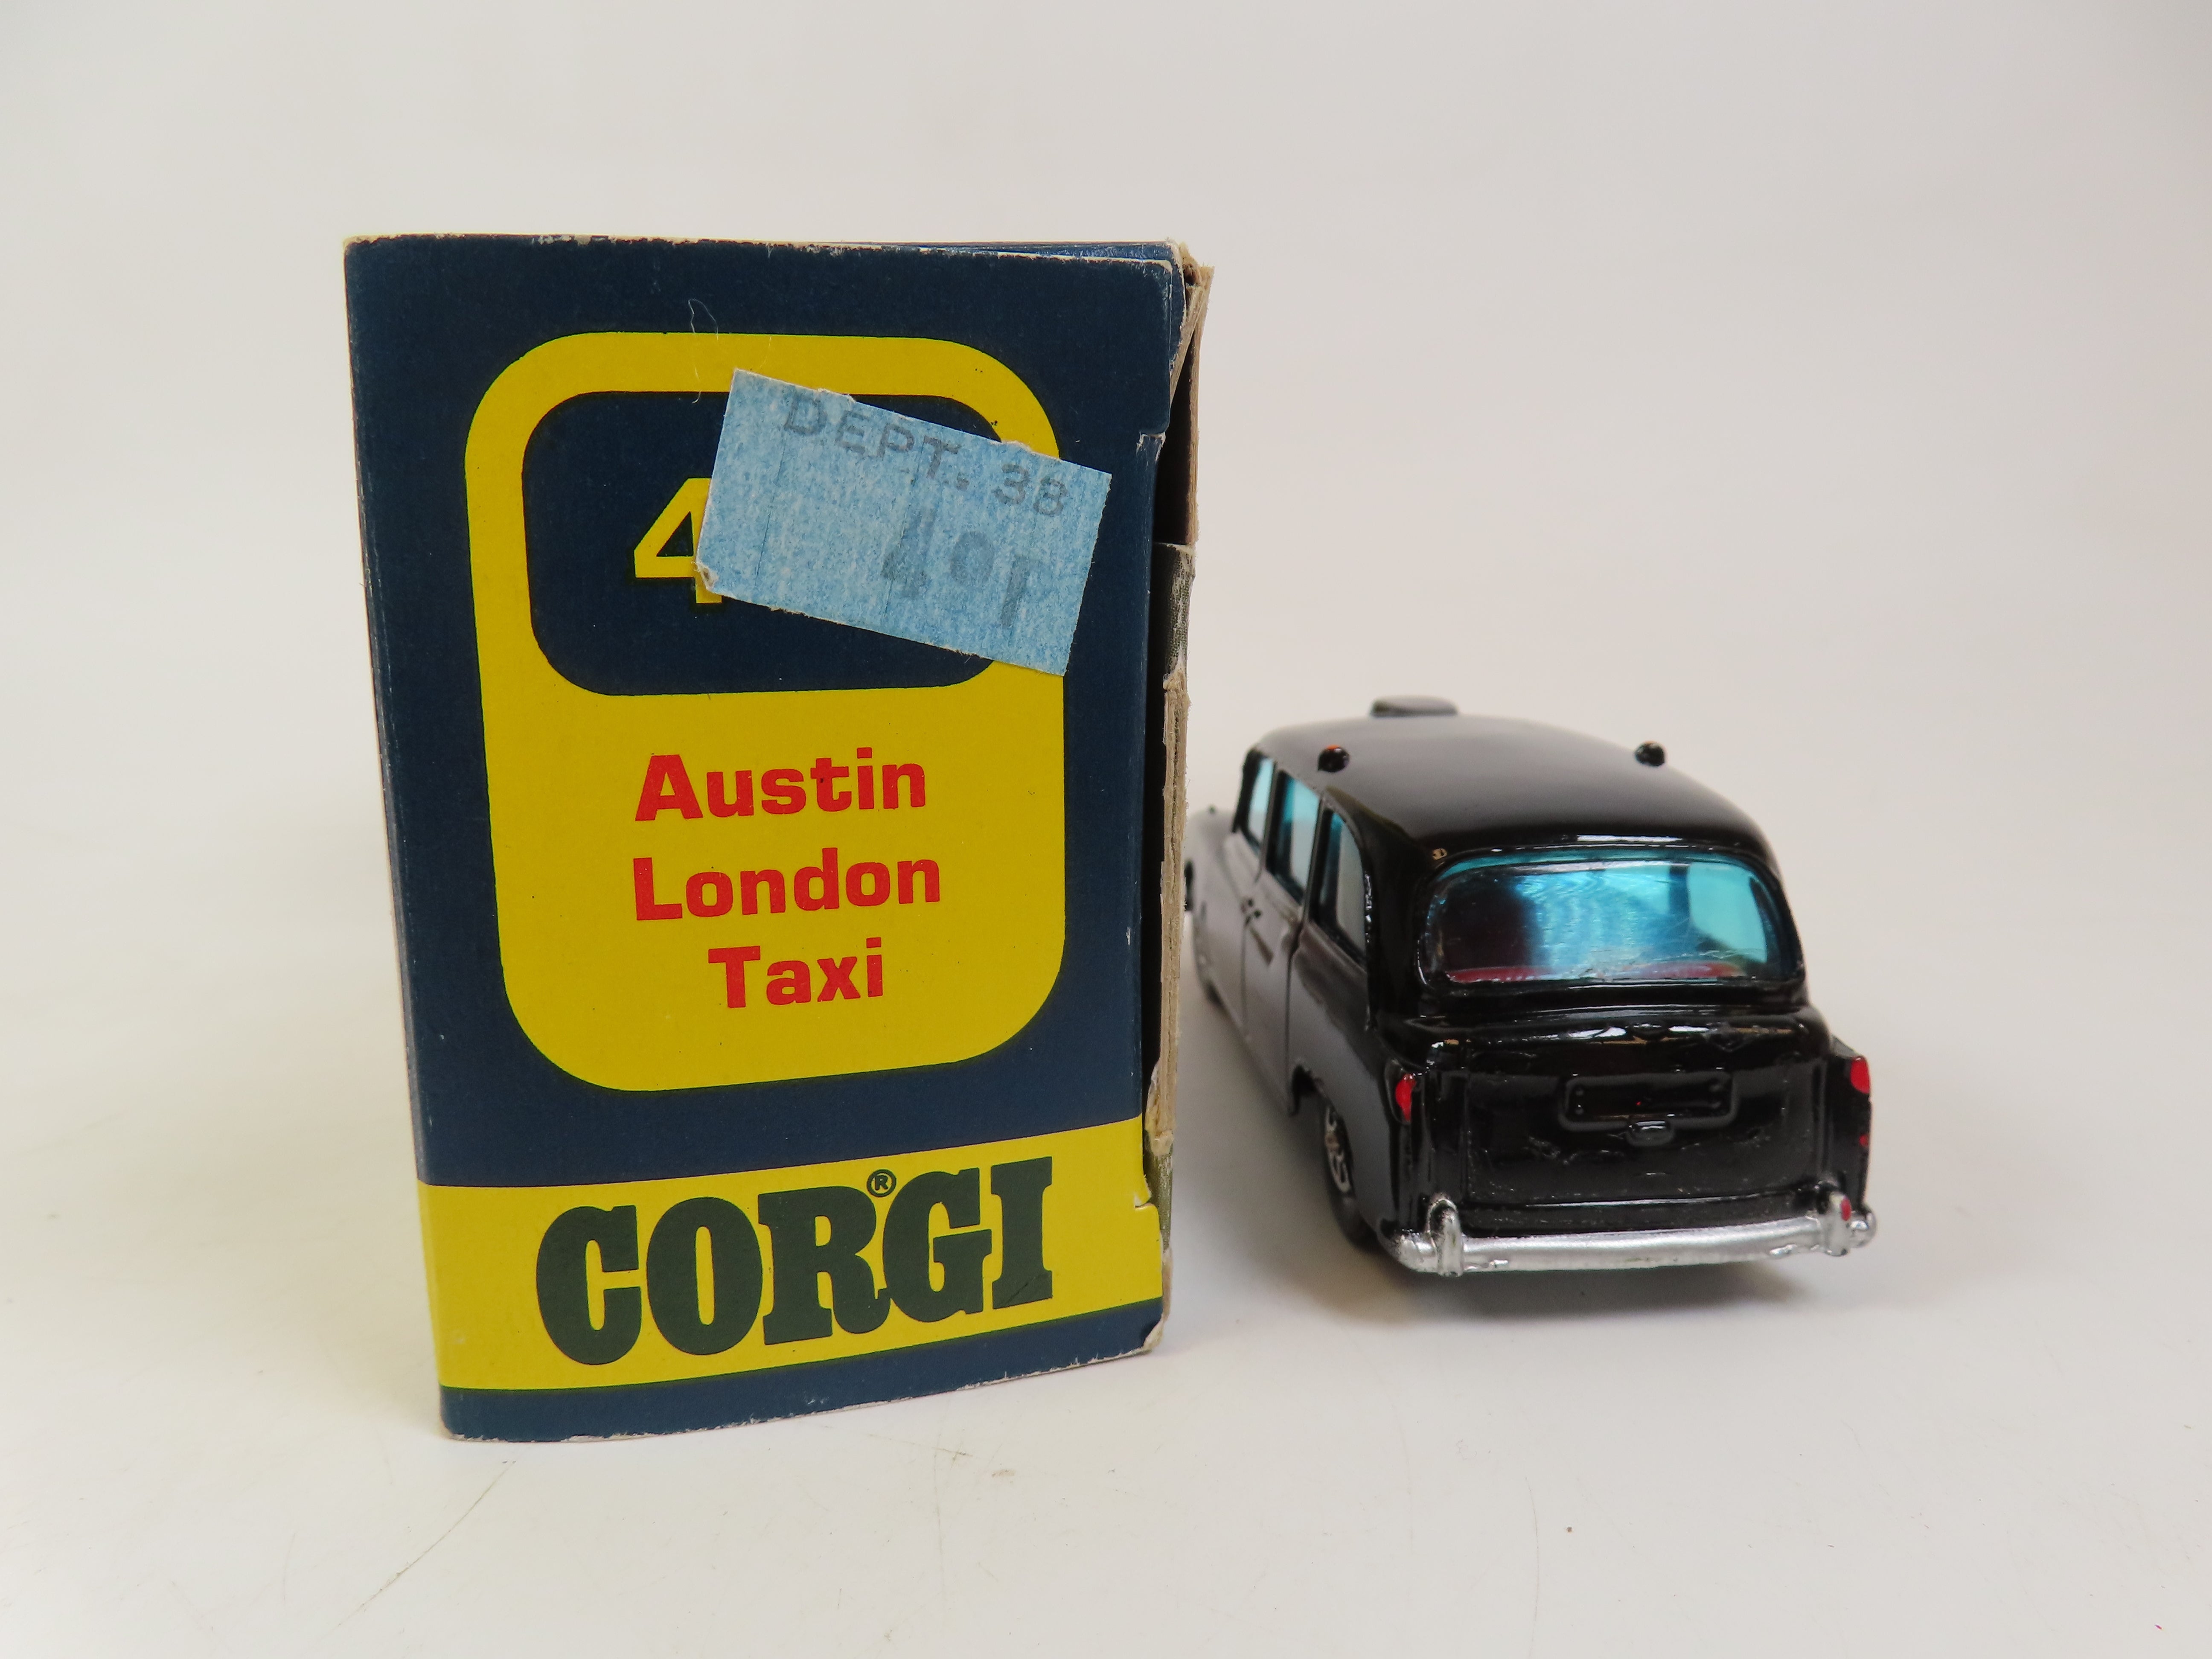 4
DEPT. 38
Austin
London
Taxi
CORGI®